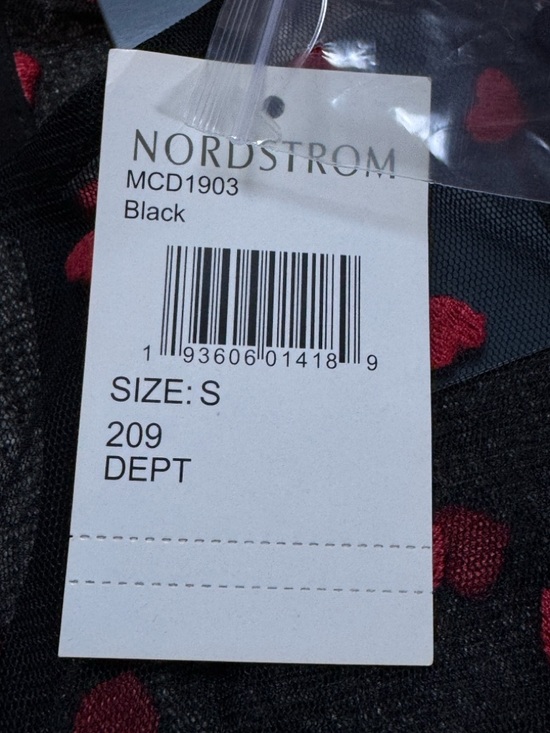 NORDSTROM
MCD1903
Black
1 93606 01418 9
SIZE: S
209
DEPT